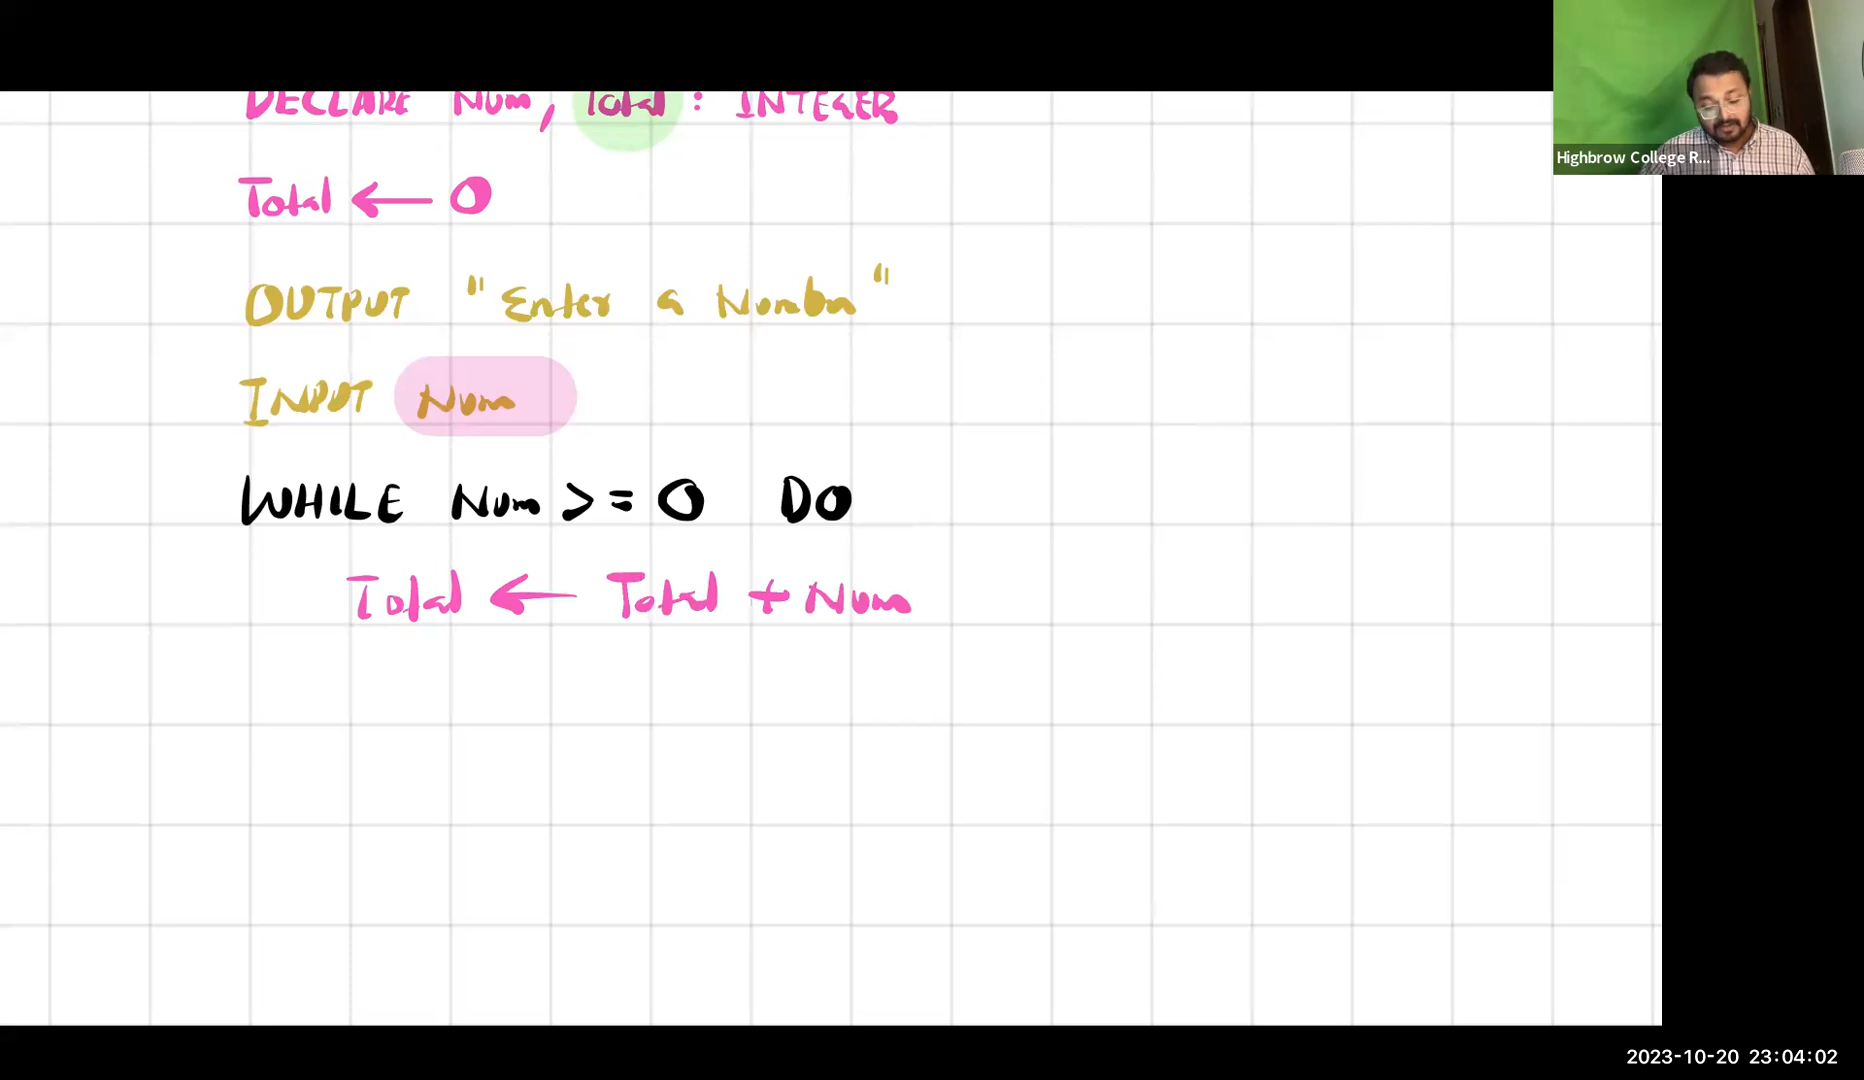 DECLARE Num, Total : INTEGER
Total ← 0
OUTPUT "Enter a Number"
INPUT Num
WHILE Num >= 0 DO
Total ← Total + Num
Highbrow College R...
2023-10-20 23:04:02